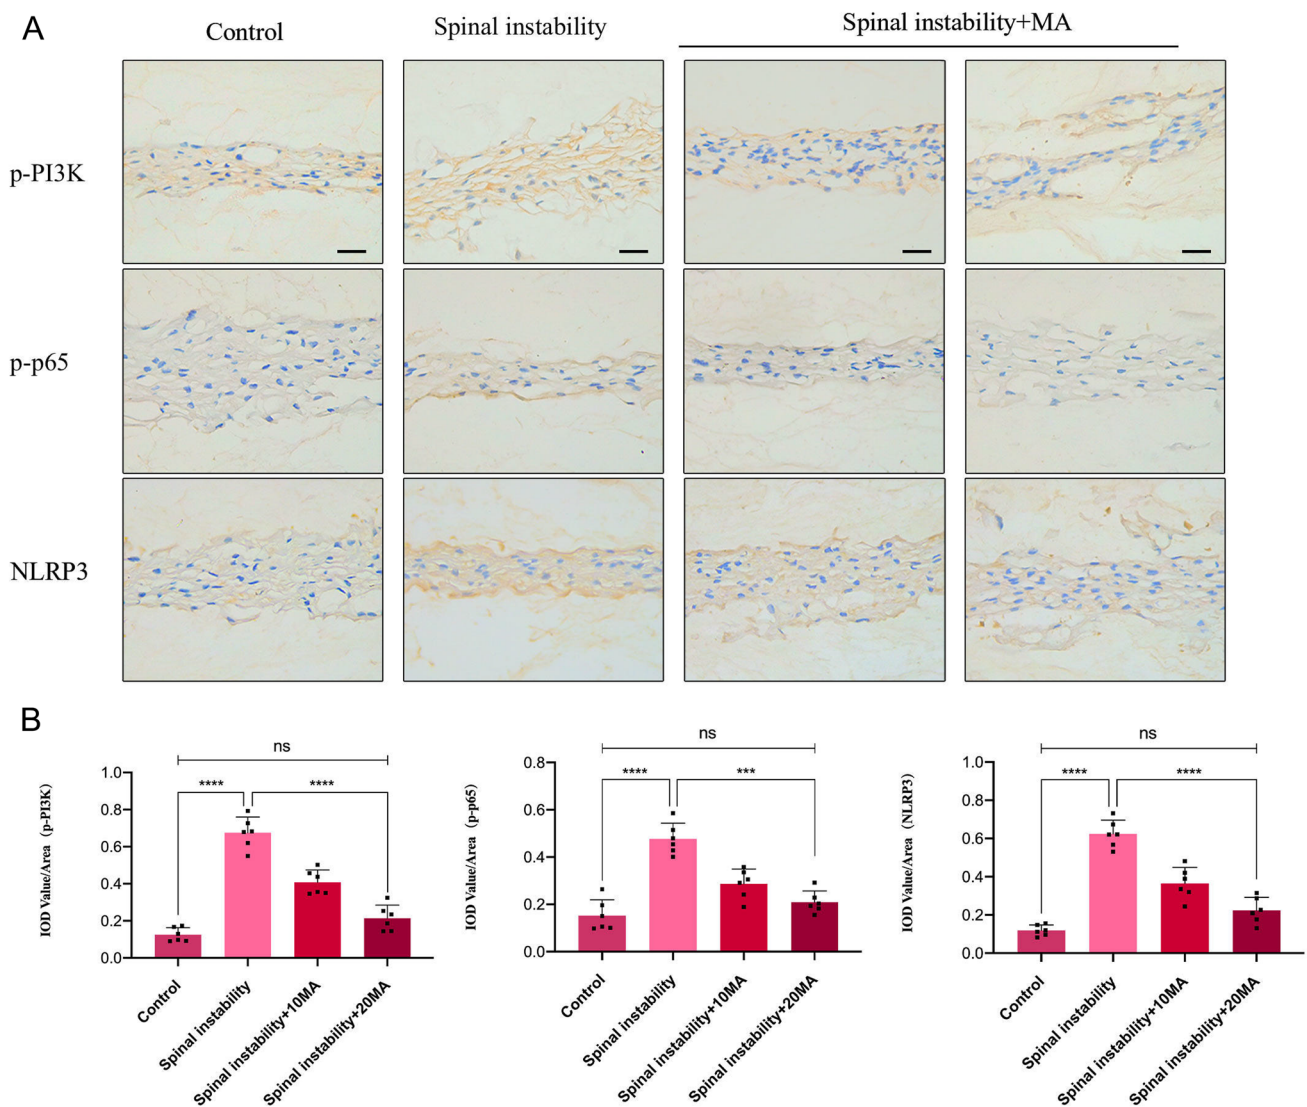 A
Control
Spinal instability
Spinal instability+MA
p-PI3K
p-p65
NLRP3
B
IOD Value/Area (p-PI3K)
1.0
0.8
0.6
0.4
0.2
0.0
ns
****
****
Control
Spinal instability
Spinal instability+10MA
Spinal instability+20MA
IOD Value/Area (p-p65)
0.8
0.6
0.4
0.2
0.0
ns
****
***
Control
Spinal instability
Spinal instability+10MA
Spinal instability+20MA
IOD Value/Area (NLRP3)
1.0
0.8
0.6
0.4
0.2
0.0
ns
****
****
Control
Spinal instability
Spinal instability+10MA
Spinal instability+20MA